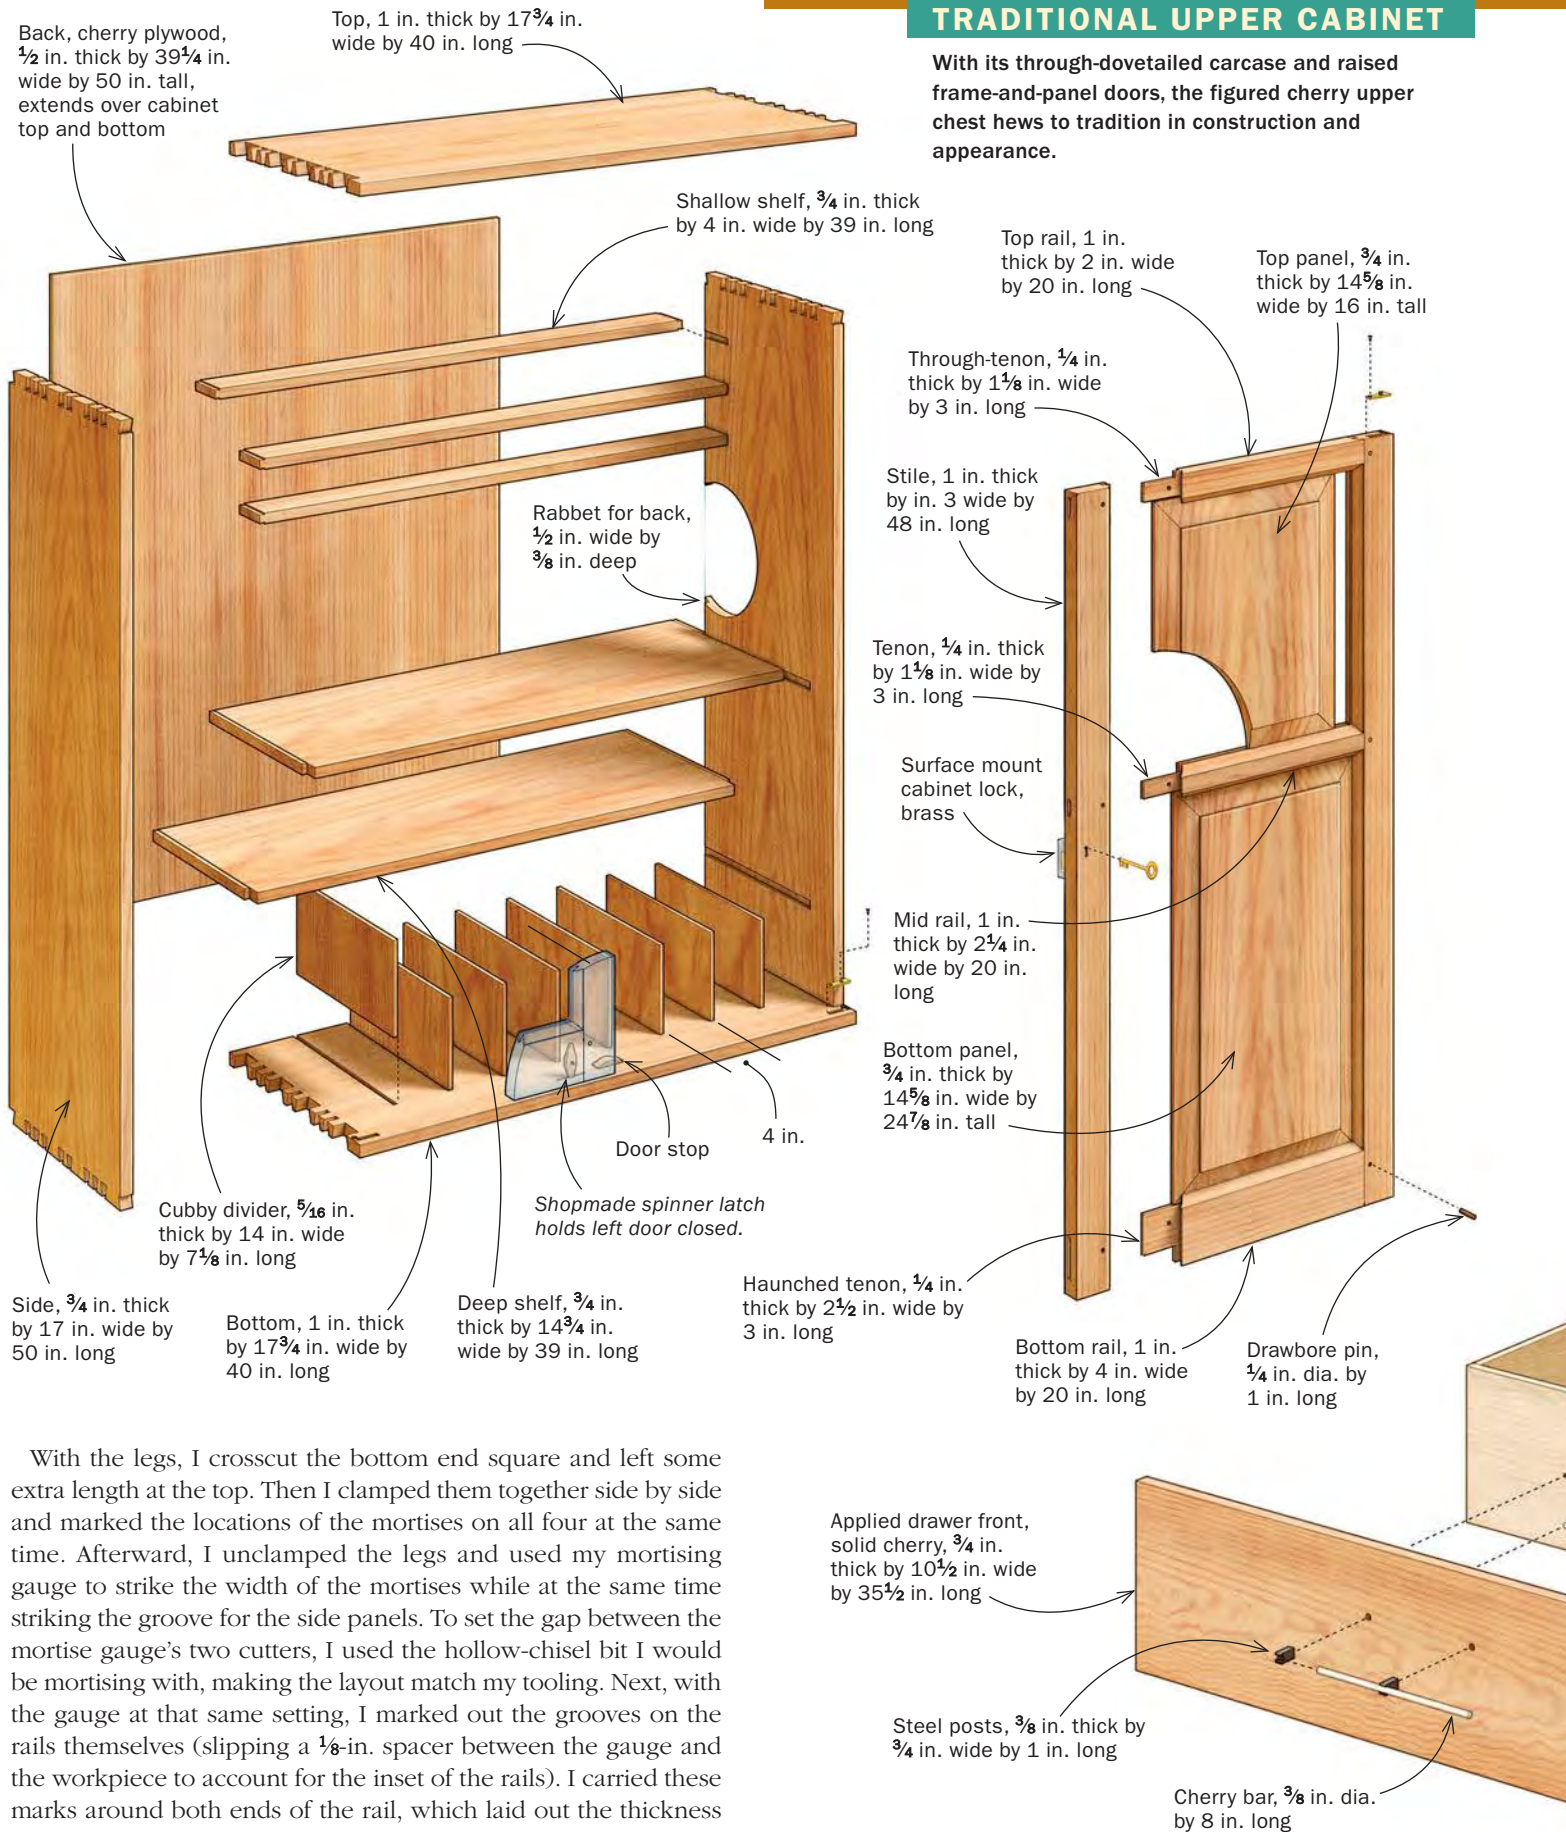 TRADITIONAL UPPER CABINET
With its through-dovetailed carcase and raised
frame-and-panel doors, the figured cherry upper
chest hews to tradition in construction and
appearance.
Back, cherry plywood,
½ in. thick by 39¼ in.
wide by 50 in. tall,
extends over cabinet
top and bottom
Top, 1 in. thick by 17¾ in.
wide by 40 in. long
Shallow shelf, ¾ in. thick
by 4 in. wide by 39 in. long
Rabbet for back,
½ in. wide by
⅜ in. deep
Top rail, 1 in.
thick by 2 in. wide
by 20 in. long
Top panel, ¾ in.
thick by 14⅝ in.
wide by 16 in. tall
Through-tenon, ¼ in.
thick by 1⅛ in. wide
by 3 in. long
Stile, 1 in. thick
by in. 3 wide by
48 in. long
Tenon, ¼ in. thick
by 1⅛ in. wide by
3 in. long
Surface mount
cabinet lock,
brass
Mid rail, 1 in.
thick by 2¼ in.
wide by 20 in.
long
Bottom panel,
¾ in. thick by
14⅝ in. wide by
24⅞ in. tall
4 in.
Door stop
Shopmade spinner latch
holds left door closed.
Cubby divider, 5⁄16 in.
thick by 14 in. wide
by 7⅛ in. long
Side, ¾ in. thick
by 17 in. wide by
50 in. long
Bottom, 1 in. thick
by 17¾ in. wide by
40 in. long
Deep shelf, ¾ in.
thick by 14¾ in.
wide by 39 in. long
Haunched tenon, ¼ in.
thick by 2½ in. wide by
3 in. long
Bottom rail, 1 in.
thick by 4 in. wide
by 20 in. long
Drawbore pin,
¼ in. dia. by
1 in. long
With the legs, I crosscut the bottom end square and left some
extra length at the top. Then I clamped them together side by side
and marked the locations of the mortises on all four at the same
time. Afterward, I unclamped the legs and used my mortising
gauge to strike the width of the mortises while at the same time
striking the groove for the side panels. To set the gap between the
mortise gauge's two cutters, I used the hollow-chisel bit I would
be mortising with, making the layout match my tooling. Next, with
the gauge at that same setting, I marked out the grooves on the
rails themselves (slipping a ⅛-in. spacer between the gauge and
the workpiece to account for the inset of the rails). I carried these
marks around both ends of the rail, which laid out the thickness
Applied drawer front,
solid cherry, ¾ in.
thick by 10½ in. wide
by 35½ in. long
Steel posts, ⅜ in. thick by
¾ in. wide by 1 in. long
Cherry bar, ⅜ in. dia.
by 8 in. long